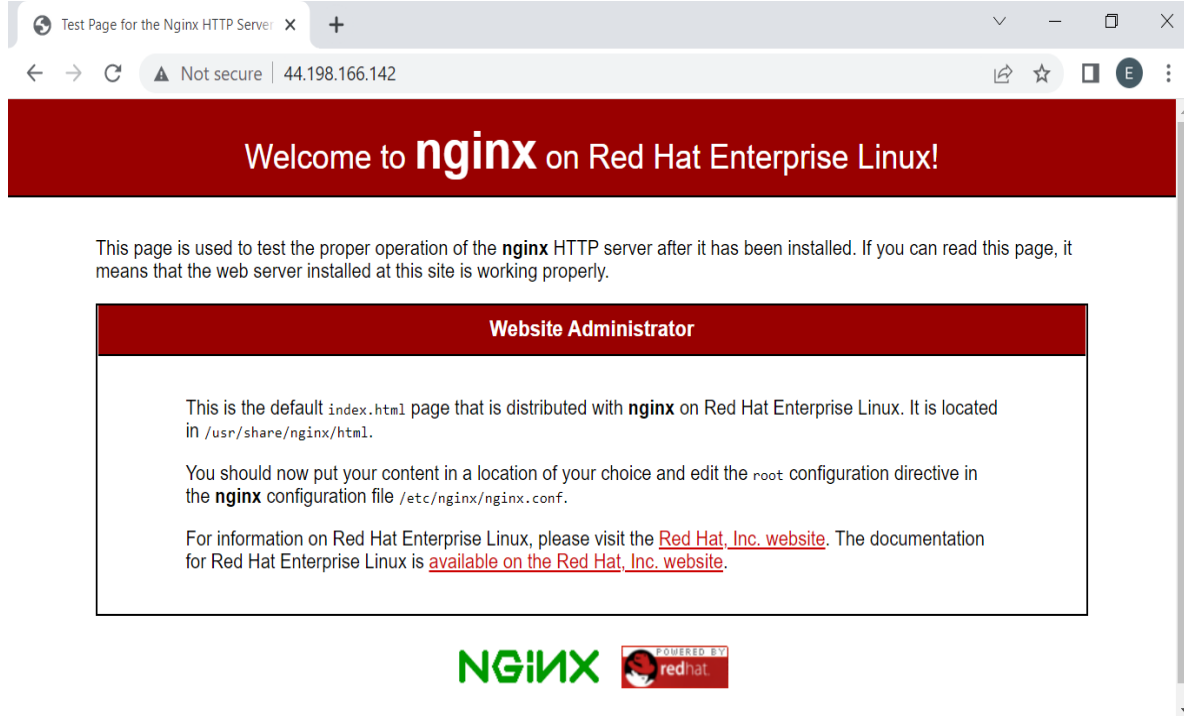 Test Page for the Nginx HTTP Server
Not secure 44.198.166.142
E
Welcome to nginx on Red Hat Enterprise Linux!
This page is used to test the proper operation of the nginx HTTP server after it has been installed. If you can read this page, it
means that the web server installed at this site is working properly.
Website Administrator
This is the default index.html page that is distributed with nginx on Red Hat Enterprise Linux. It is located
in /usr/share/nginx/html.
You should now put your content in a location of your choice and edit the root configuration directive in
the nginx configuration file /etc/nginx/nginx.conf.
For information on Red Hat Enterprise Linux, please visit the Red Hat, Inc. website. The documentation
for Red Hat Enterprise Linux is available on the Red Hat, Inc. website.
NGiNX
POWERED BY
redhat.